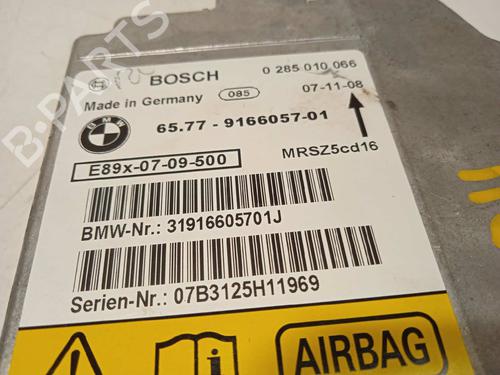 BOSCH 0 285 010 066
Made in Germany 085 07-11-08
BMW 65.77 - 9166057-01
E89x-07-09-500 MRSZ5cd16
BMW-Nr.: 31916605701J
Serien-Nr.: 07B3125H11969
AIRBAG
B-PARTS